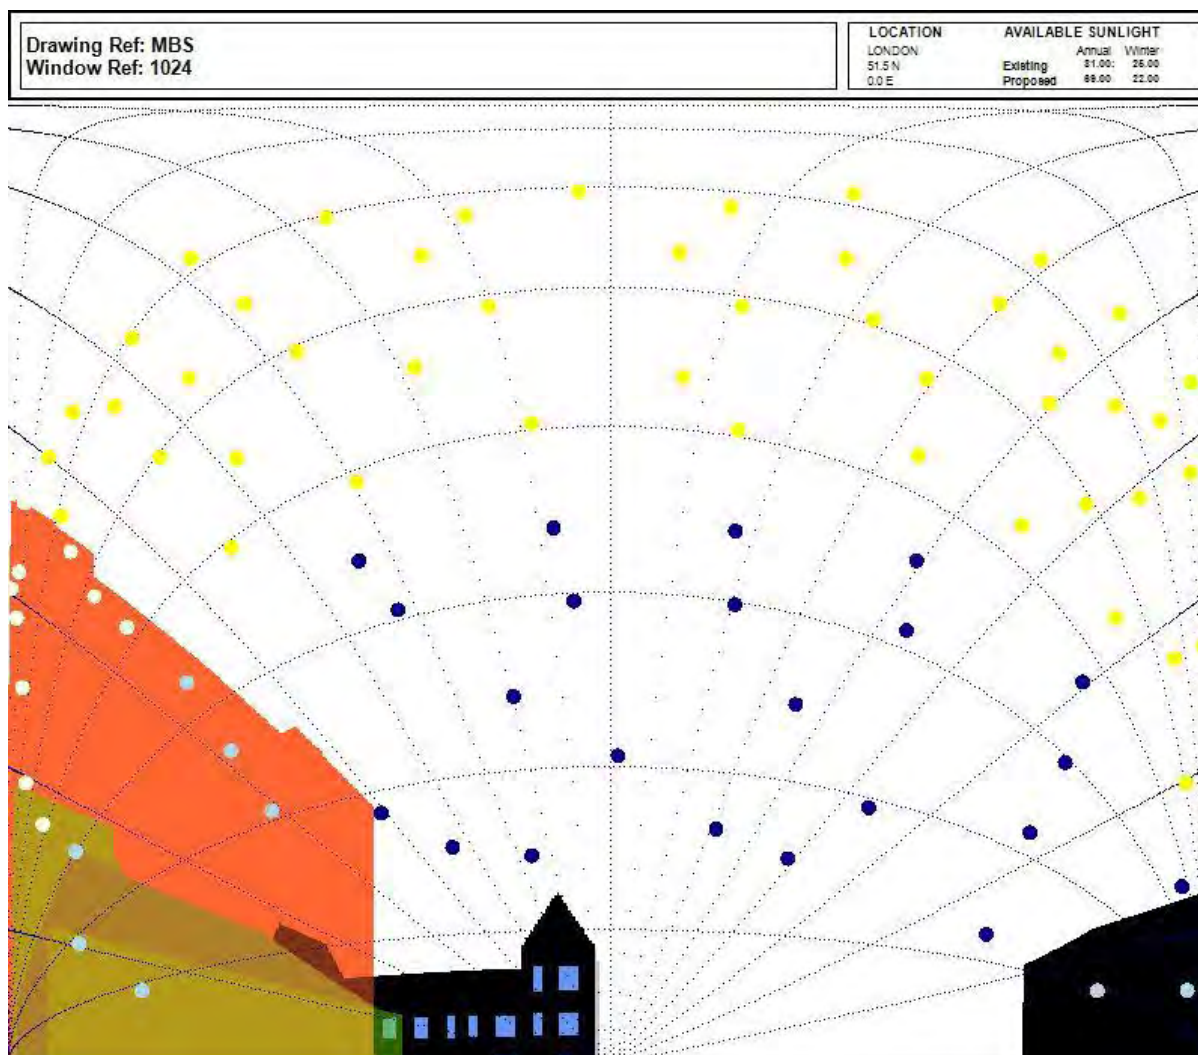 Drawing Ref: MBS
Window Ref: 1024
LOCATION
LONDON
51.5 N
0.0 E
AVAILABLE SUNLIGHT
Annual Winter
Existing 81.00: 26.00
Proposed 69.00 22.00